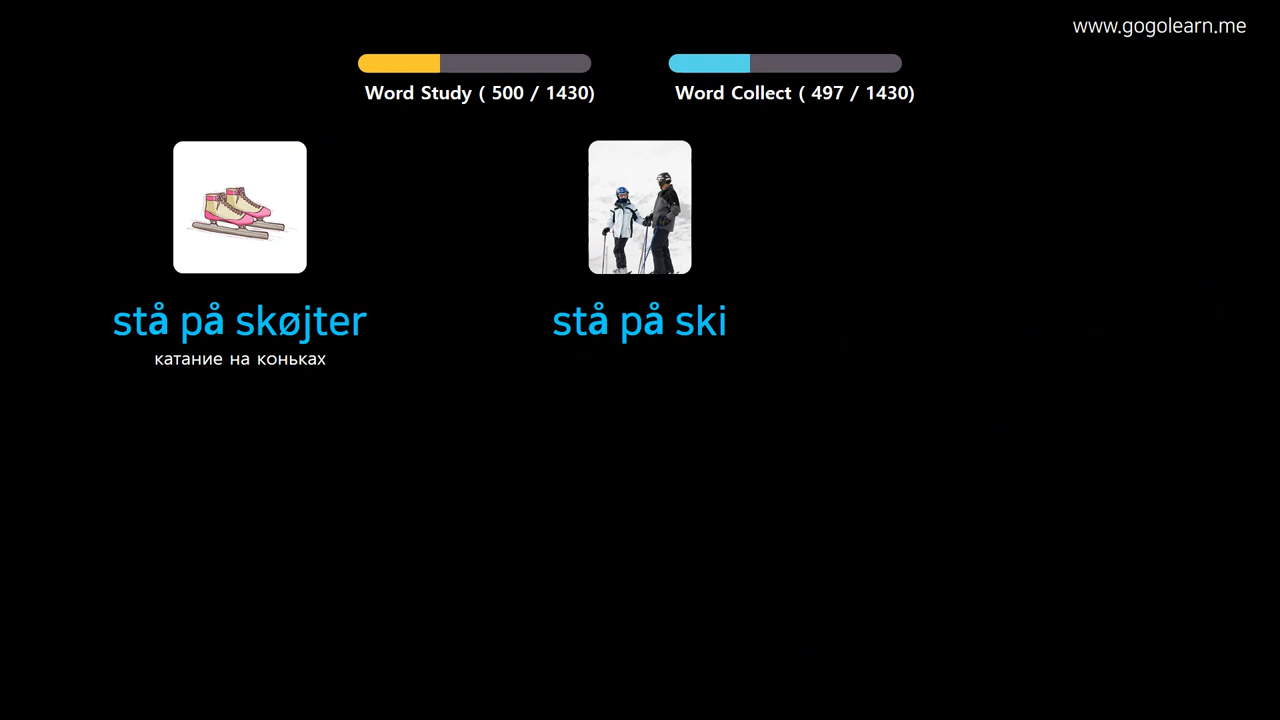 www.gogolearn.me
Word Study ( 500 / 1430)
Word Collect ( 497 / 1430)
stå på skøjter
stå på ski
катание на коньках